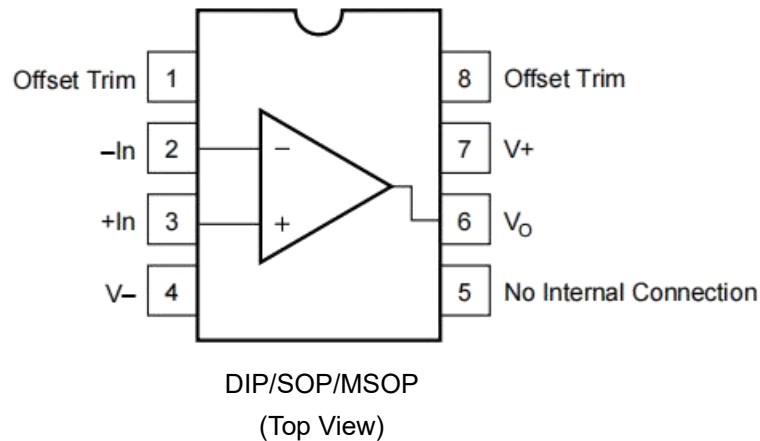 Offset Trim 1
8 Offset Trim
–In 2 −
7 V+
+In 3 +
6 VO
V– 4
5 No Internal Connection
DIP/SOP/MSOP
(Top View)